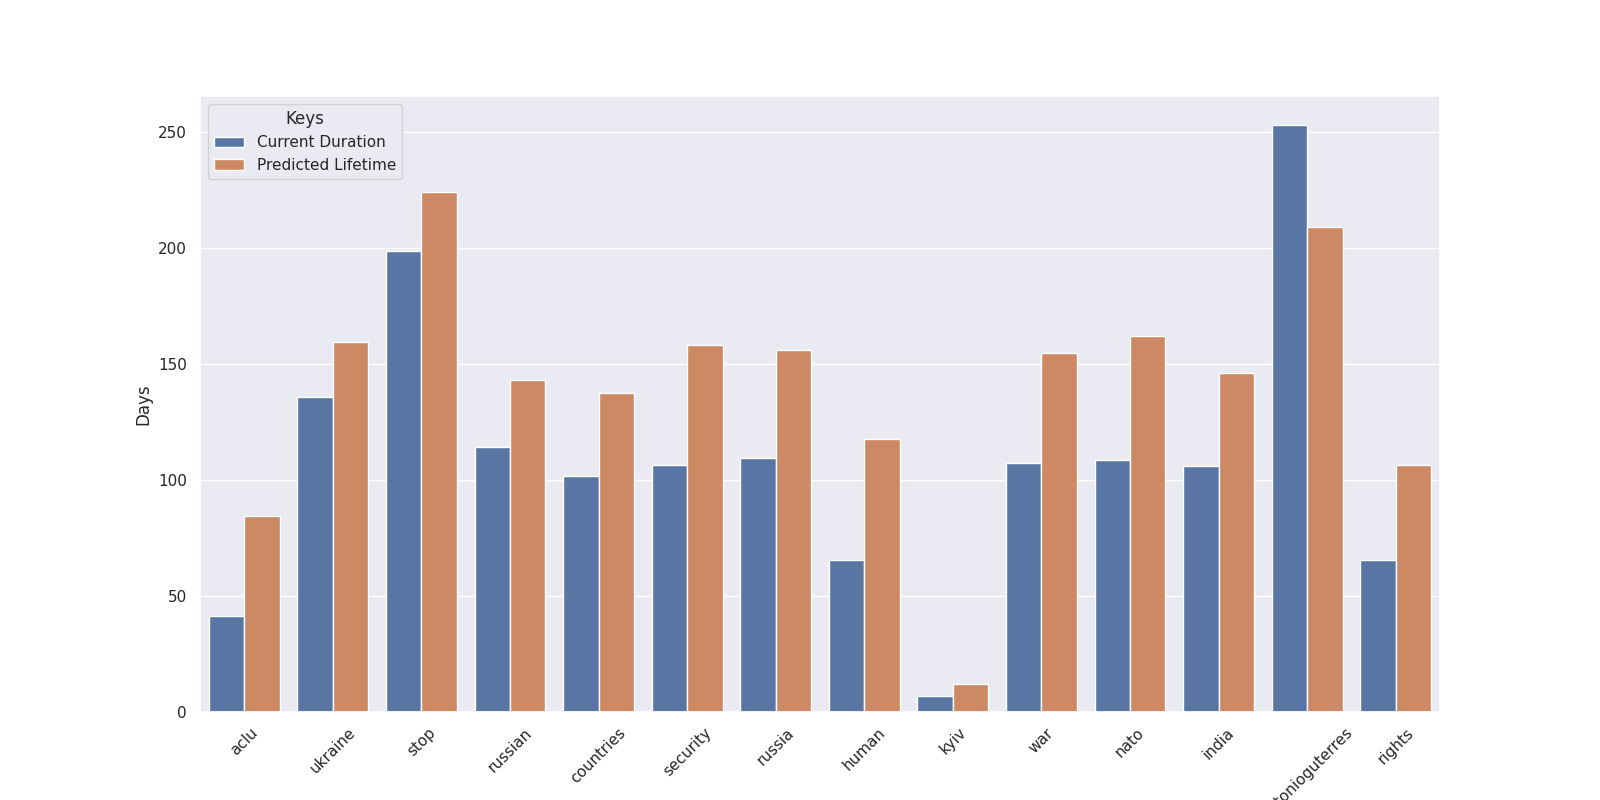 Keys
Current Duration
Predicted Lifetime
250
200
150
100
50
0
Days
aclu
ukraine
stop
russian
countries
security
russia
human
kyiv
war
nato
india
tonioguterres
rights